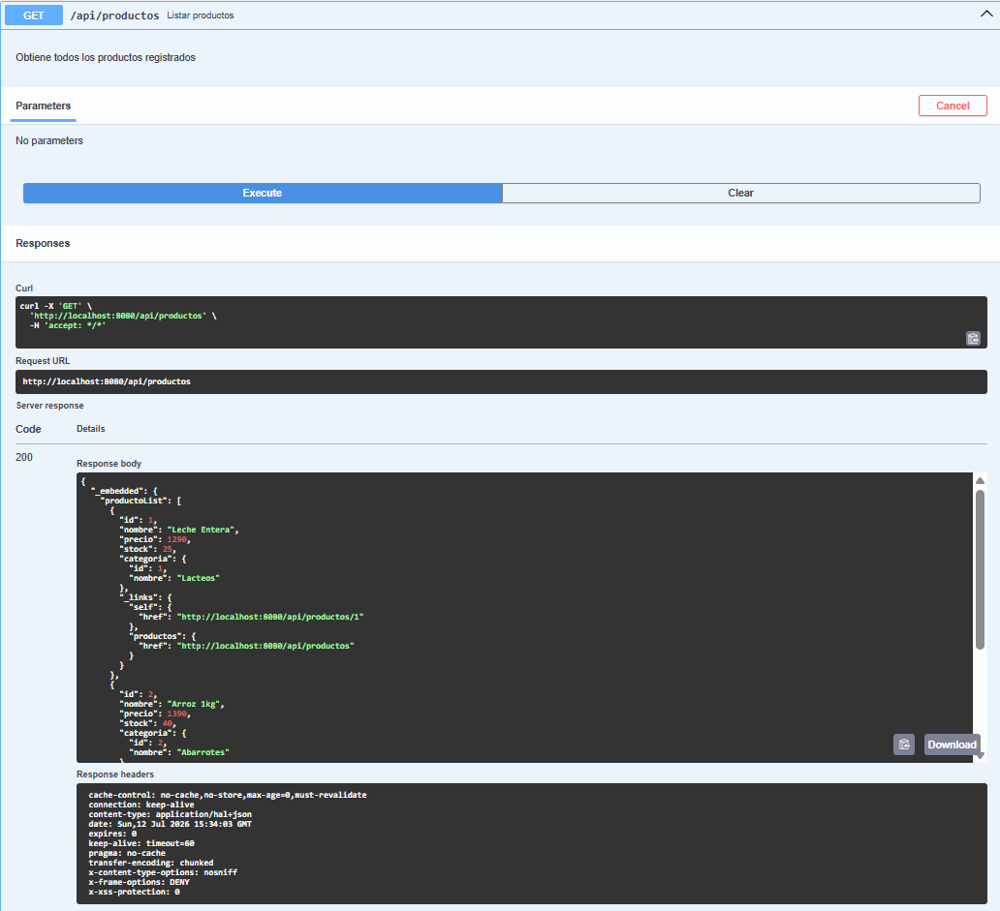 GET /api/productos Listar productos
Obtiene todos los productos registrados
Parameters
Cancel
No parameters
Execute
Clear
Responses
Curl
curl -X 'GET' \
  'http://localhost:8080/api/productos' \
  -H 'accept: */*'
Request URL
http://localhost:8080/api/productos
Server response
Code Details
200
Response body
{
  "_embedded": {
    "productoList": [
      {
        "id": 1,
        "nombre": "Leche Entera",
        "precio": 1290,
        "stock": 25,
        "categoria": {
          "id": 1,
          "nombre": "Lacteos"
        },
        "_links": {
          "self": {
            "href": "http://localhost:8080/api/productos/1"
          },
          "productos": {
            "href": "http://localhost:8080/api/productos"
          }
        }
      },
      {
        "id": 2,
        "nombre": "Arroz 1kg",
        "precio": 1390,
        "stock": 40,
        "categoria": {
          "id": 2,
          "nombre": "Abarrotes"
        }
Download
Response headers
cache-control: no-cache,no-store,max-age=0,must-revalidate
connection: keep-alive
content-type: application/hal+json
date: Sun,12 Jul 2026 15:34:03 GMT
expires: 0
keep-alive: timeout=60
pragma: no-cache
transfer-encoding: chunked
x-content-type-options: nosniff
x-frame-options: DENY
x-xss-protection: 0